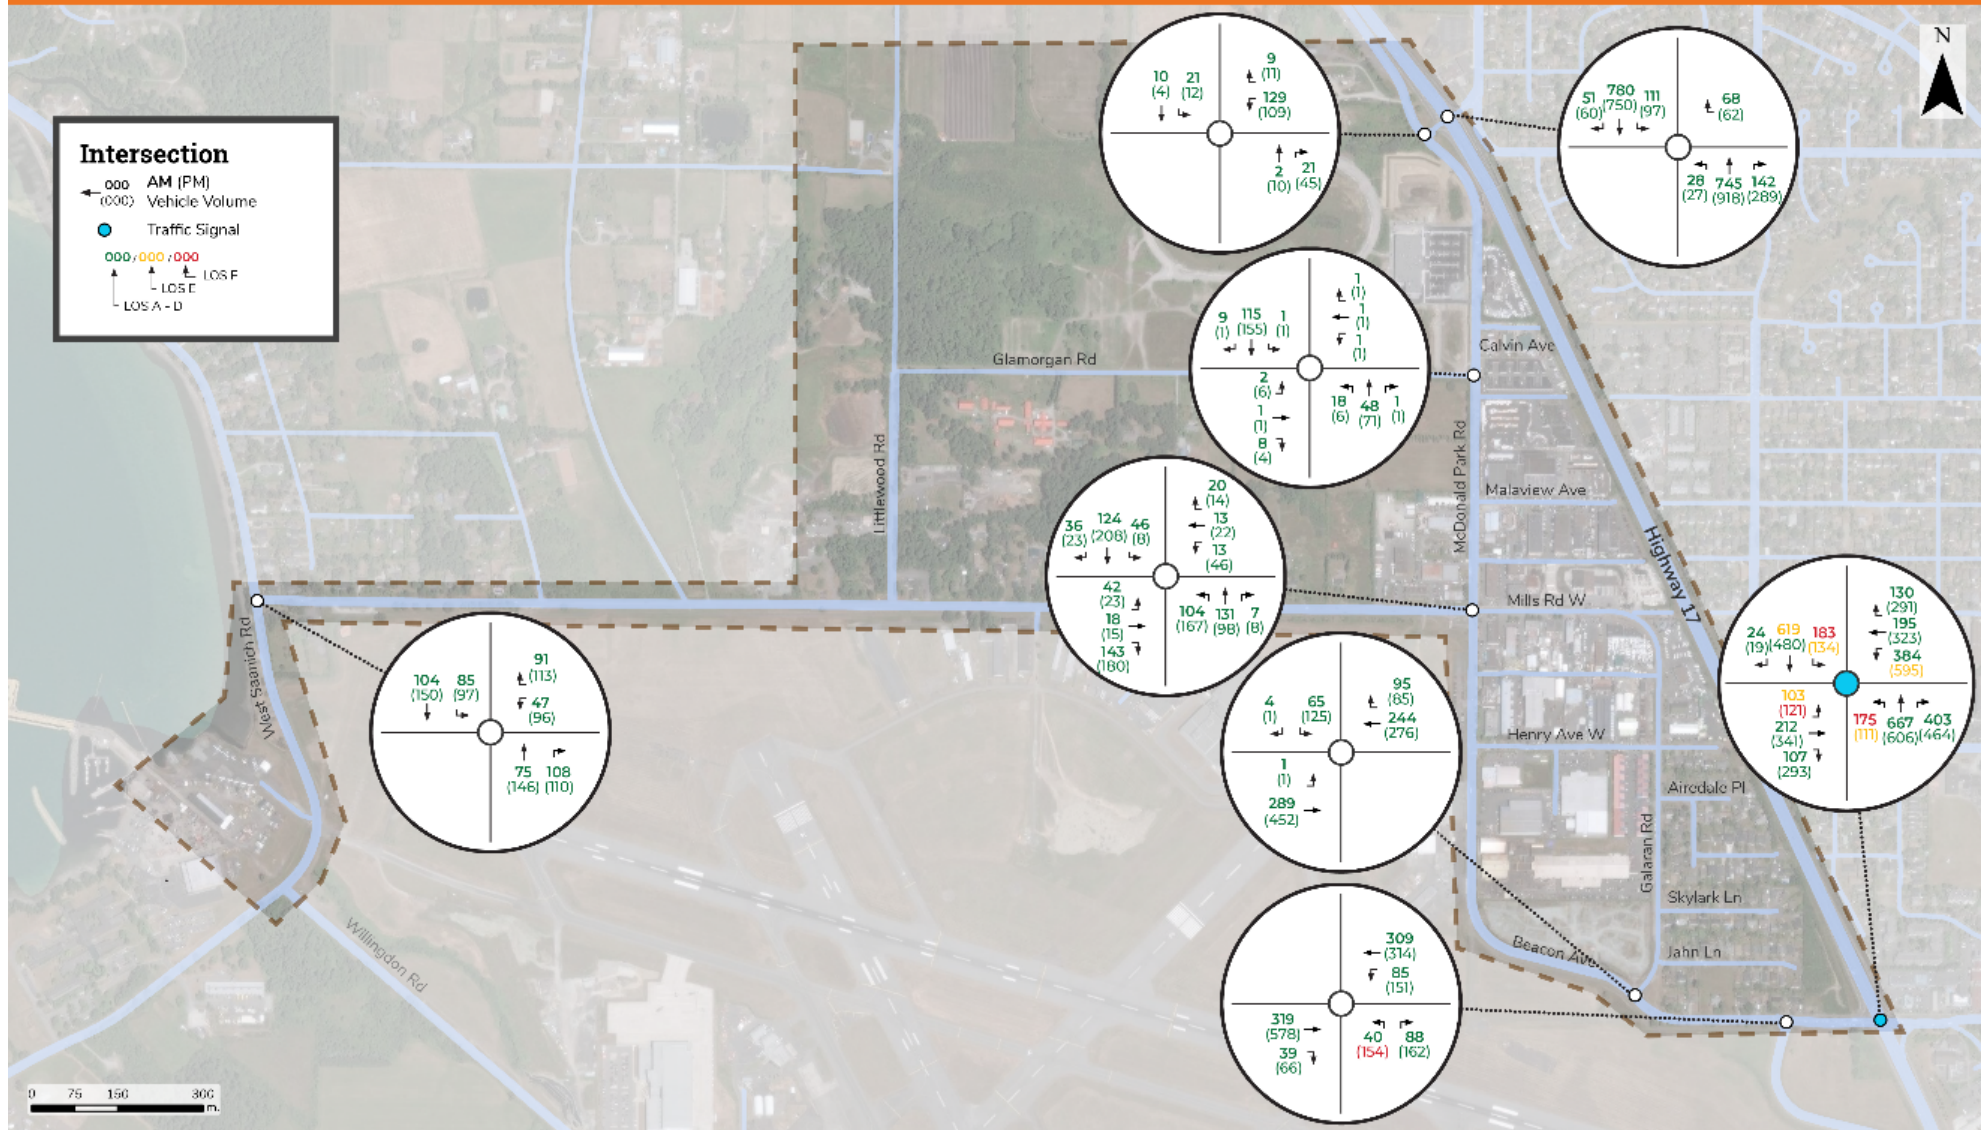 N
Intersection
000 AM (PM)
(000) Vehicle Volume
Traffic Signal
000/000/000
LOS F
LOS E
LOS A - D
10 21
(4) (12)
9
(11)
129
(109)
2 21
(10) (45)
51 780 111
(60) (750) (97)
68
(62)
28 745 142
(27) (918) (289)
9 115 1
(1) (155) (1)
1
(1)
1
(1)
1
(1)
2
(6)
1
(1)
8
(4)
18 48 1
(6) (71) (1)
Calvin Ave
Glamorgan Rd
Littlewood Rd
McDonald Park Rd
Malaview Ave
Highway 17
36 124 46
(23) (208) (8)
20
(14)
13
(22)
13
(46)
42
(23)
18
(15)
143
(180)
104 131 7
(167) (98) (8)
Mills Rd W
24 619 183
(19) (480) (134)
130
(291)
195
(323)
384
(595)
103
(121)
212
(341)
107
(293)
175 667 403
(111) (606) (464)
West Saanich Rd
104 85
(150) (97)
91
(113)
47
(96)
75 108
(146) (110)
4 65
(1) (125)
95
(85)
244
(276)
1
(1)
289
(452)
Henry Ave W
Airedale Pl
Galaran Rd
Skylark Ln
Jahn Ln
Beacon Ave
Willingdon Rd
309
(314)
85
(151)
319
(578)
39
(66)
40 88
(154) (162)
0 75 150 300
m.